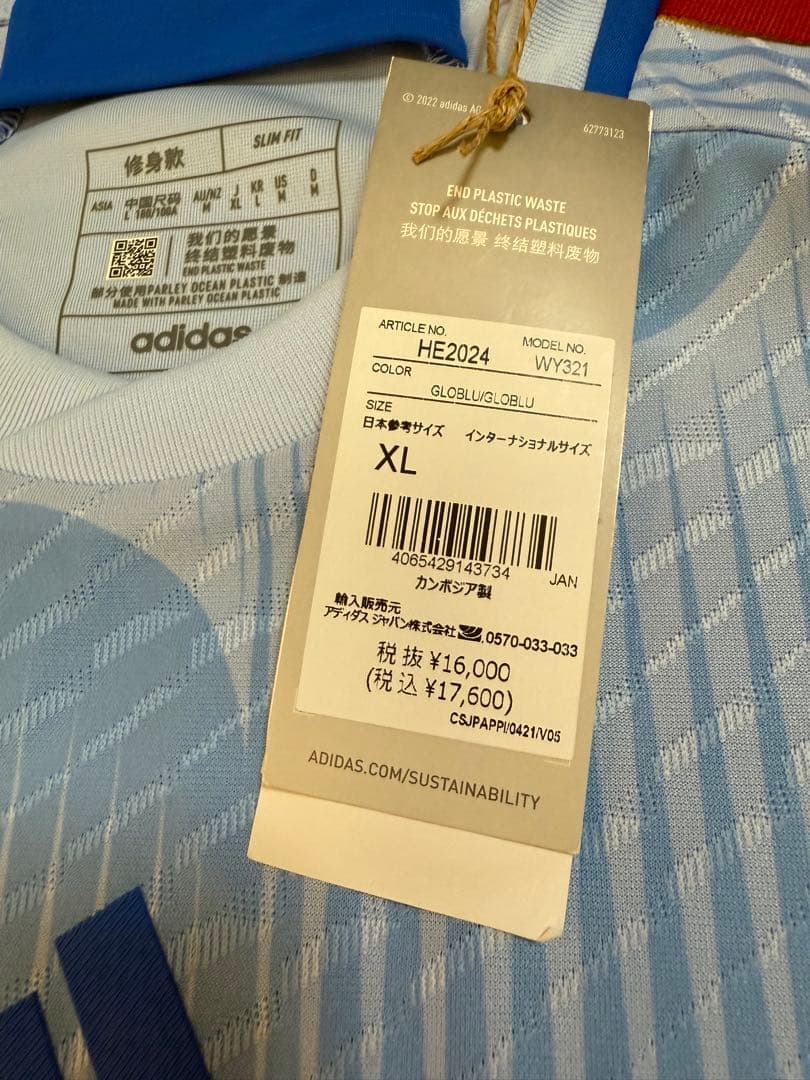 修身款 SLIM FIT
ASIA 中国尺码 AU/NZ J KR US D
L 180/100A M XL L M M
我们的愿景
终结塑料废物
END PLASTIC WASTE
部分使用PARLEY OCEAN PLASTIC 制造
MADE WITH PARLEY OCEAN PLASTIC
adidas
© 2022 adidas AG
62773123
END PLASTIC WASTE
STOP AUX DÉCHETS PLASTIQUES
我们的愿景 终结塑料废物
ARTICLE NO. MODEL NO.
HE2024 WY321
COLOR
GLOBLU/GLOBLU
SIZE
日本参考サイズ インターナショナルサイズ
XL
4065429143734 JAN
カンボジア製
輸入販売元
アディダス ジャパン株式会社 0570-033-033
税抜 ¥16,000
(税込 ¥17,600)
CSJPAPPI/0421/V05
ADIDAS.COM/SUSTAINABILITY